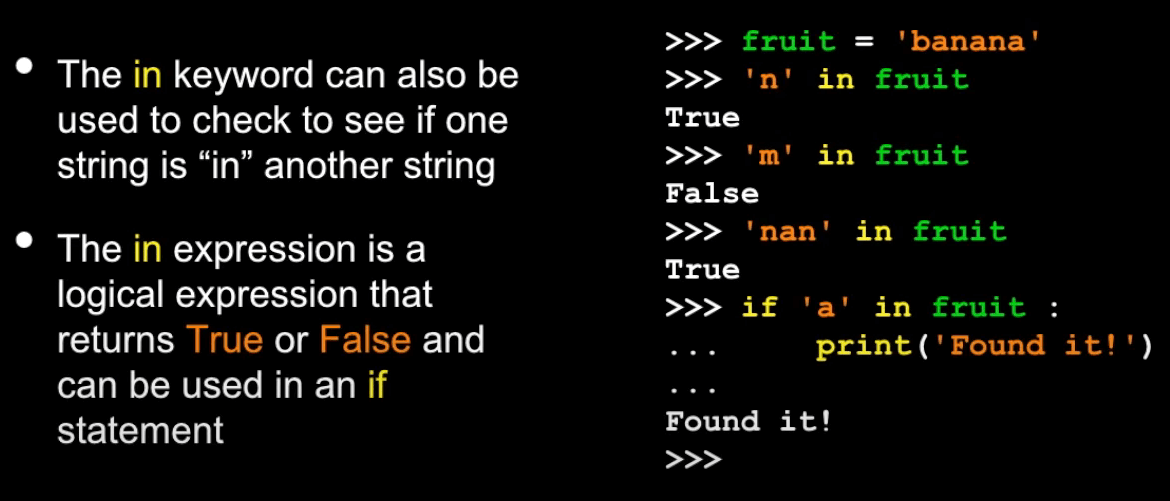 • The in keyword can also be
used to check to see if one
string is “in” another string
• The in expression is a
logical expression that
returns True or False and
can be used in an if
statement
>>> fruit = 'banana'
>>> 'n' in fruit
True
>>> 'm' in fruit
False
>>> 'nan' in fruit
True
>>> if 'a' in fruit :
...     print('Found it!')
...
Found it!
>>>